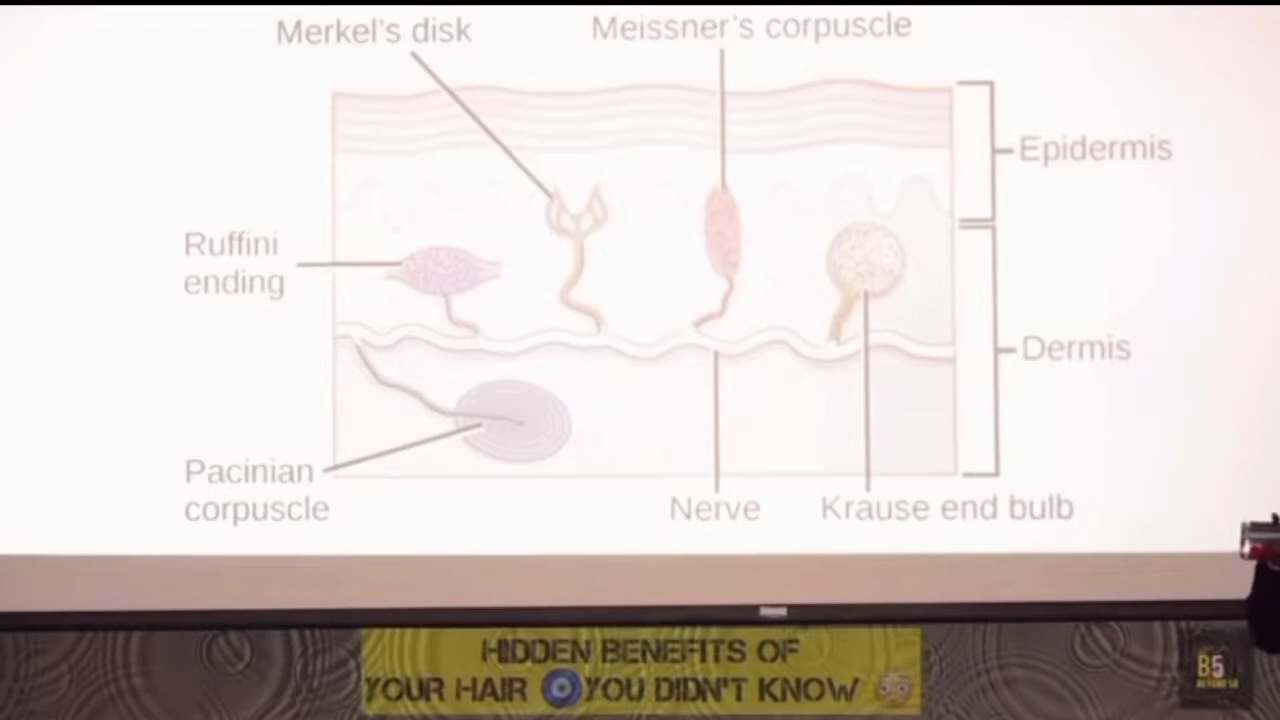 Merkel's disk
Meissner's corpuscle
Epidermis
Ruffini
ending
Dermis
Pacinian
corpuscle
Nerve
Krause end bulb
HIDDEN BENEFITS OF
YOUR HAIR 🧿 YOU DIDN'T KNOW 😳
B5